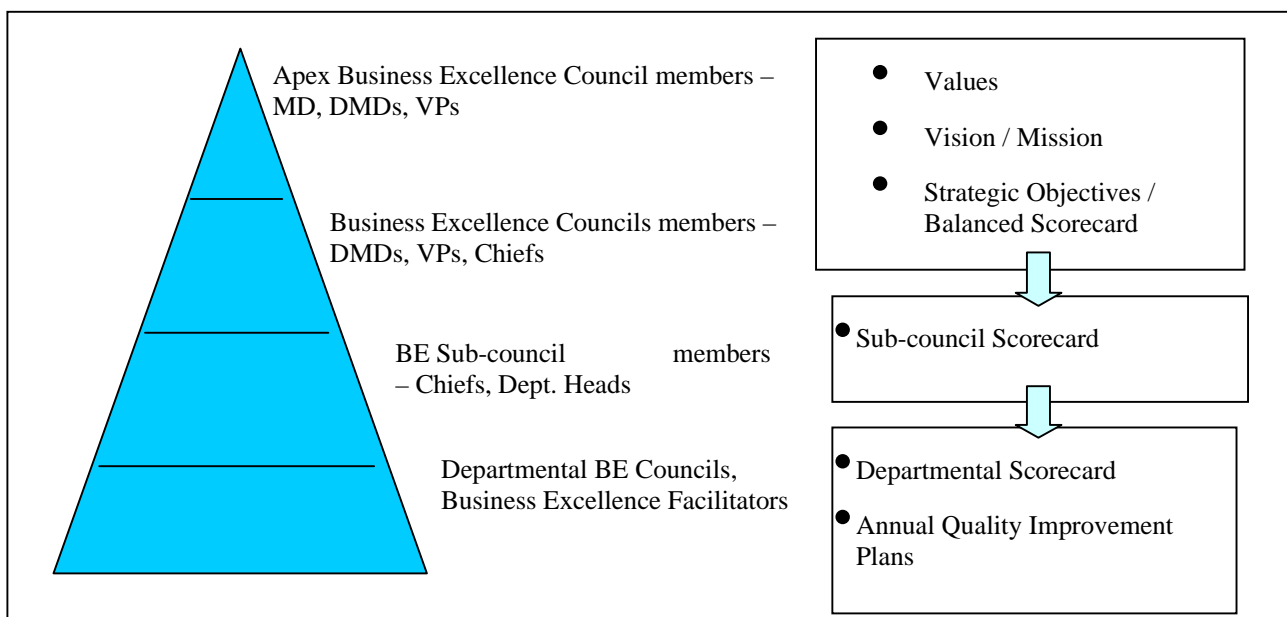 Apex Business Excellence Council members –
MD, DMDs, VPs
Business Excellence Councils members –
DMDs, VPs, Chiefs
BE Sub-council members
– Chiefs, Dept. Heads
Departmental BE Councils,
Business Excellence Facilitators
● Values
● Vision / Mission
● Strategic Objectives /
Balanced Scorecard
● Sub-council Scorecard
● Departmental Scorecard
● Annual Quality Improvement
Plans